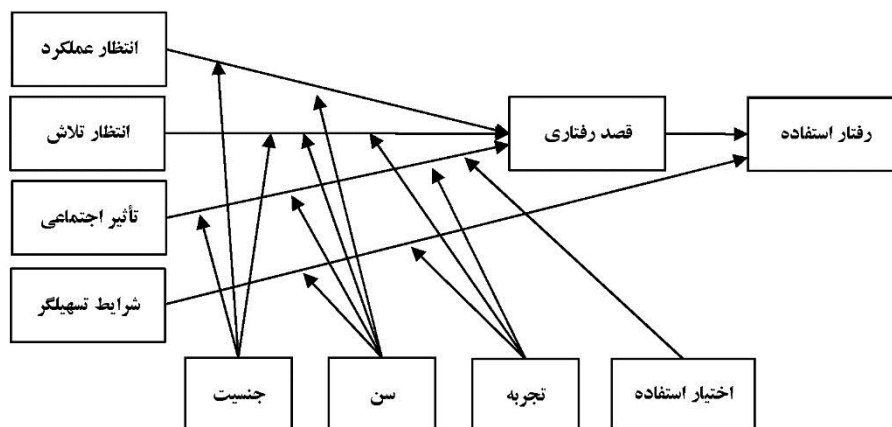 انتظار عملکرد
انتظار تلاش
قصد رفتاری
رفتار استفاده
تأثیر اجتماعی
شرایط تسهیلگر
جنسیت
سن
تجربه
اختیار استفاده